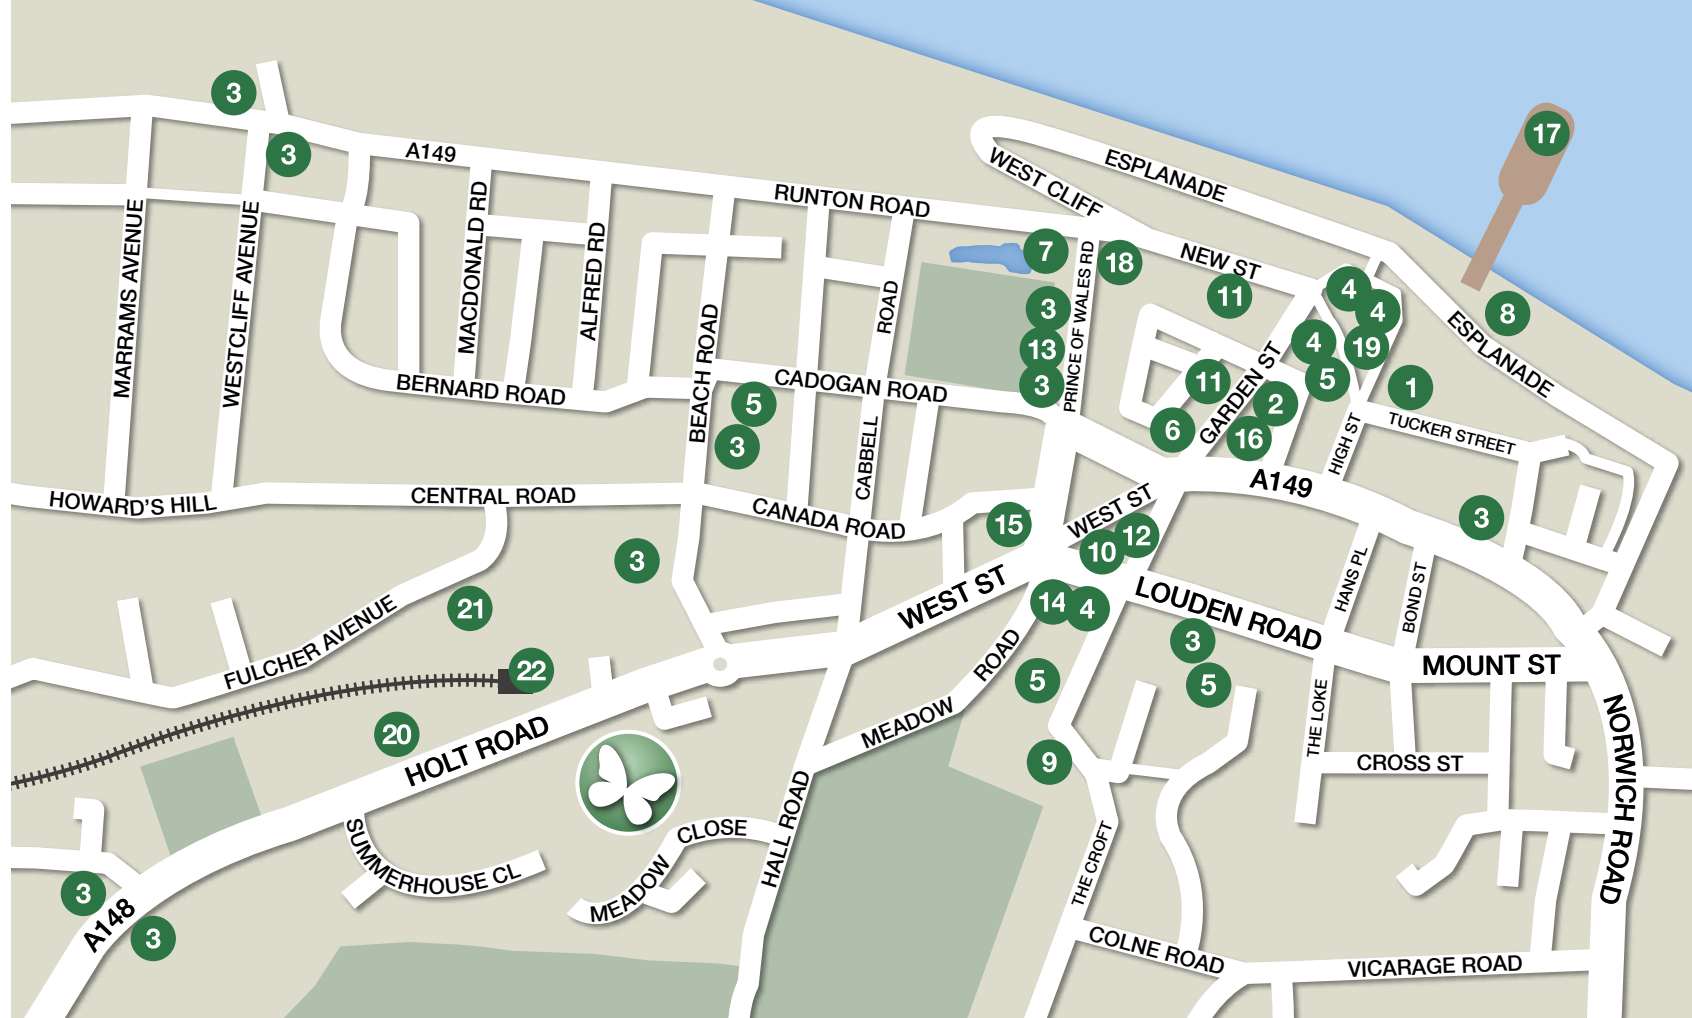 17
3
3
A149
ESPLANADE
WEST CLIFF
RUNTON ROAD
MACDONALD RD
MARRAMS AVENUE
WESTCLIFF AVENUE
ALFRED RD
7
PRINCE OF WALES RD
18
NEW ST
11
4
4
8
ESPLANADE
3
ROAD
13
4
19
3
BEACH ROAD
BERNARD ROAD
CADOGAN ROAD
5
3
11
GARDEN ST
5
1
2
6
16
HIGH ST
TUCKER STREET
CABBELL
HOWARD'S HILL
CENTRAL ROAD
CANADA ROAD
A149
WEST ST
15
12
10
3
3
HANS PL
BOND ST
21
FULCHER AVENUE
WEST ST
14
4
LOUDEN ROAD
3
MOUNT ST
22
ROAD
5
5
THE LOKE
NORWICH ROAD
20
HOLT ROAD
MEADOW
9
CROSS ST
SUMMERHOUSE CL
MEADOW
CLOSE
HALL ROAD
THE CROFT
3
A148
3
COLNE ROAD
VICARAGE ROAD